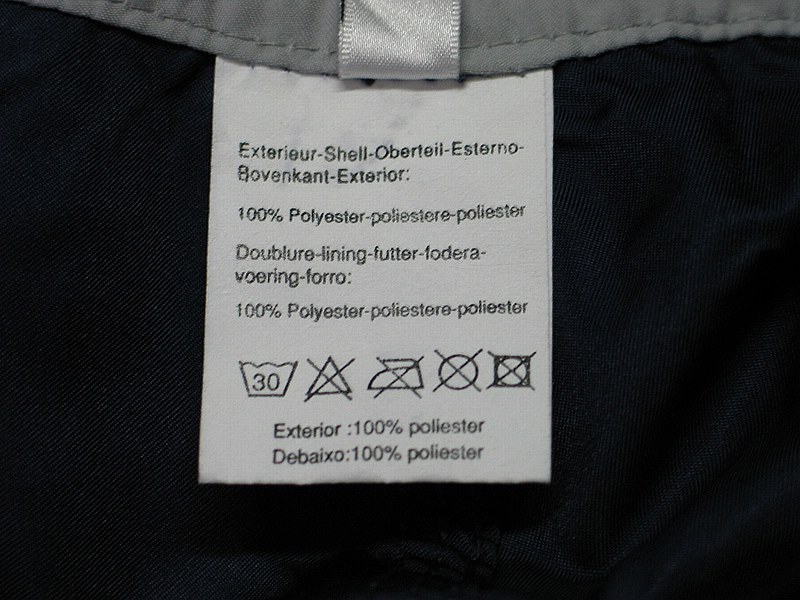 Exterieur-Shell-Oberteil-Esterno-
Bovenkant-Exterior:
100% Polyester-poliestere-poliester
Doublure-lining-futter-fodera-
voering-forro:
100% Polyester-poliestere-poliester
30
Exterior :100% poliester
Debaixo:100% poliester